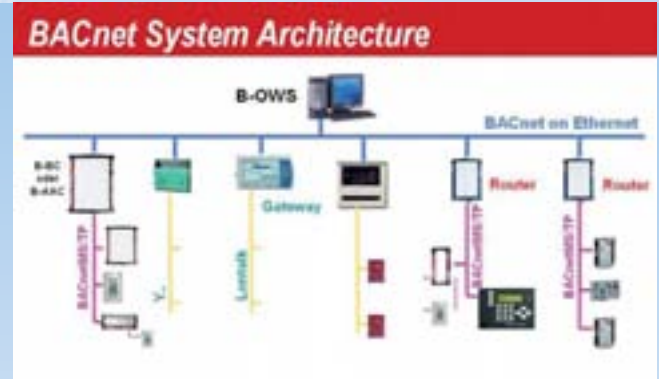 BACnet System Architecture
B-OWS
BACnet on Ethernet
B-BC
oder
B-AAC
Gateway
Router
Router
BACnetMS/TP
Lontalk
BACnetMS/TP
BACnetMS/TP